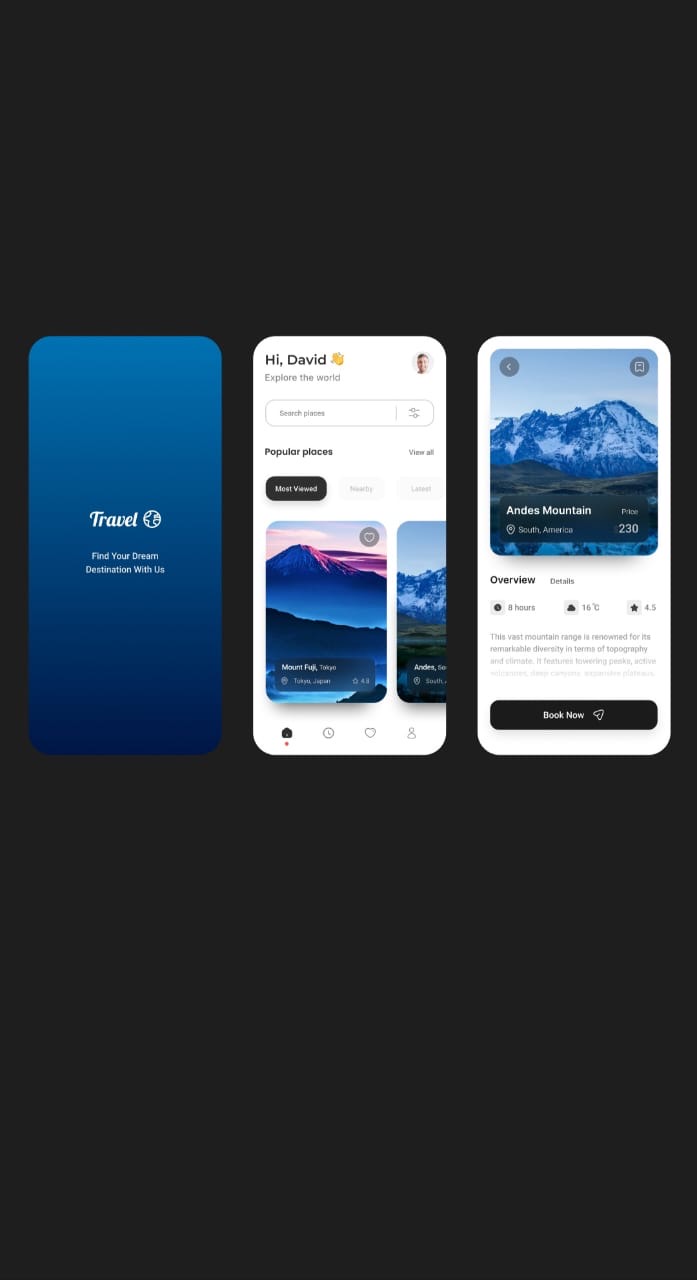 Travel
Find Your Dream
Destination With Us
Hi, David 👋
Explore the world
Search places
Popular places
View all
Most Viewed
Nearby
Latest
Mount Fuji, Tokyo
Tokyo, Japan
4.8
Andes,
South,
Andes Mountain
Price
South, America
230
Overview
Details
8 hours
16 °C
4.5
This vast mountain range is renowned for its
remarkable diversity in terms of topography
and climate. It features towering peaks, active
volcanoes, deep canyons, expansive plateaus,
Book Now